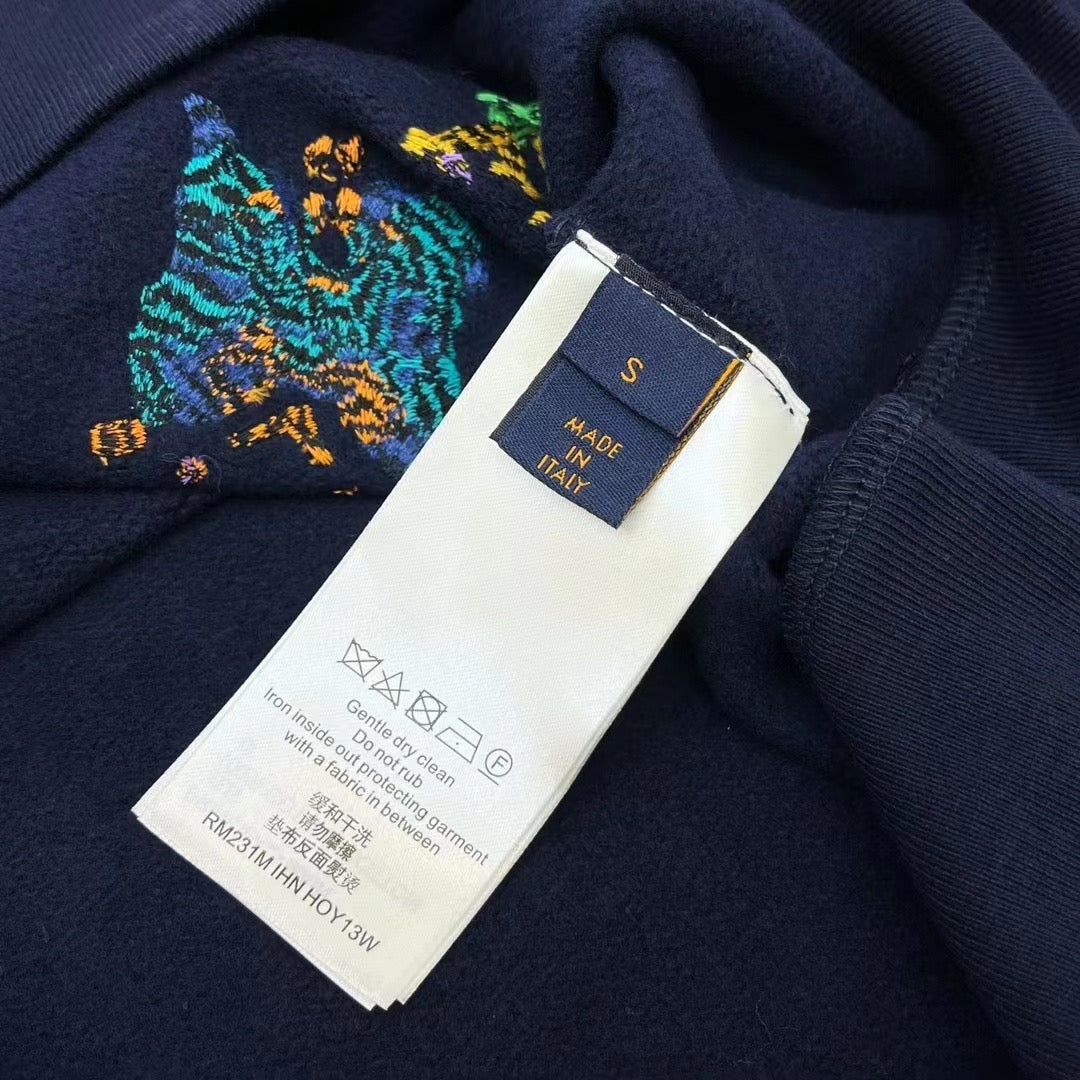 S
MADE
IN
ITALY
F
Gentle dry clean
Do not rub
Iron inside out protecting garment
with a fabric in between
缓和干洗
请勿摩擦
垫布反面熨烫
RM231M IHN HOY13W